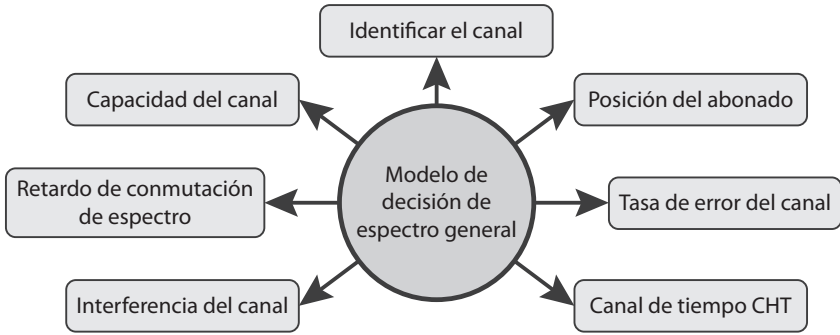 Identificar el canal
Capacidad del canal
Posición del abonado
Modelo de
decisión de
espectro general
Retardo de conmutación
de espectro
Tasa de error del canal
Interferencia del canal
Canal de tiempo CHT